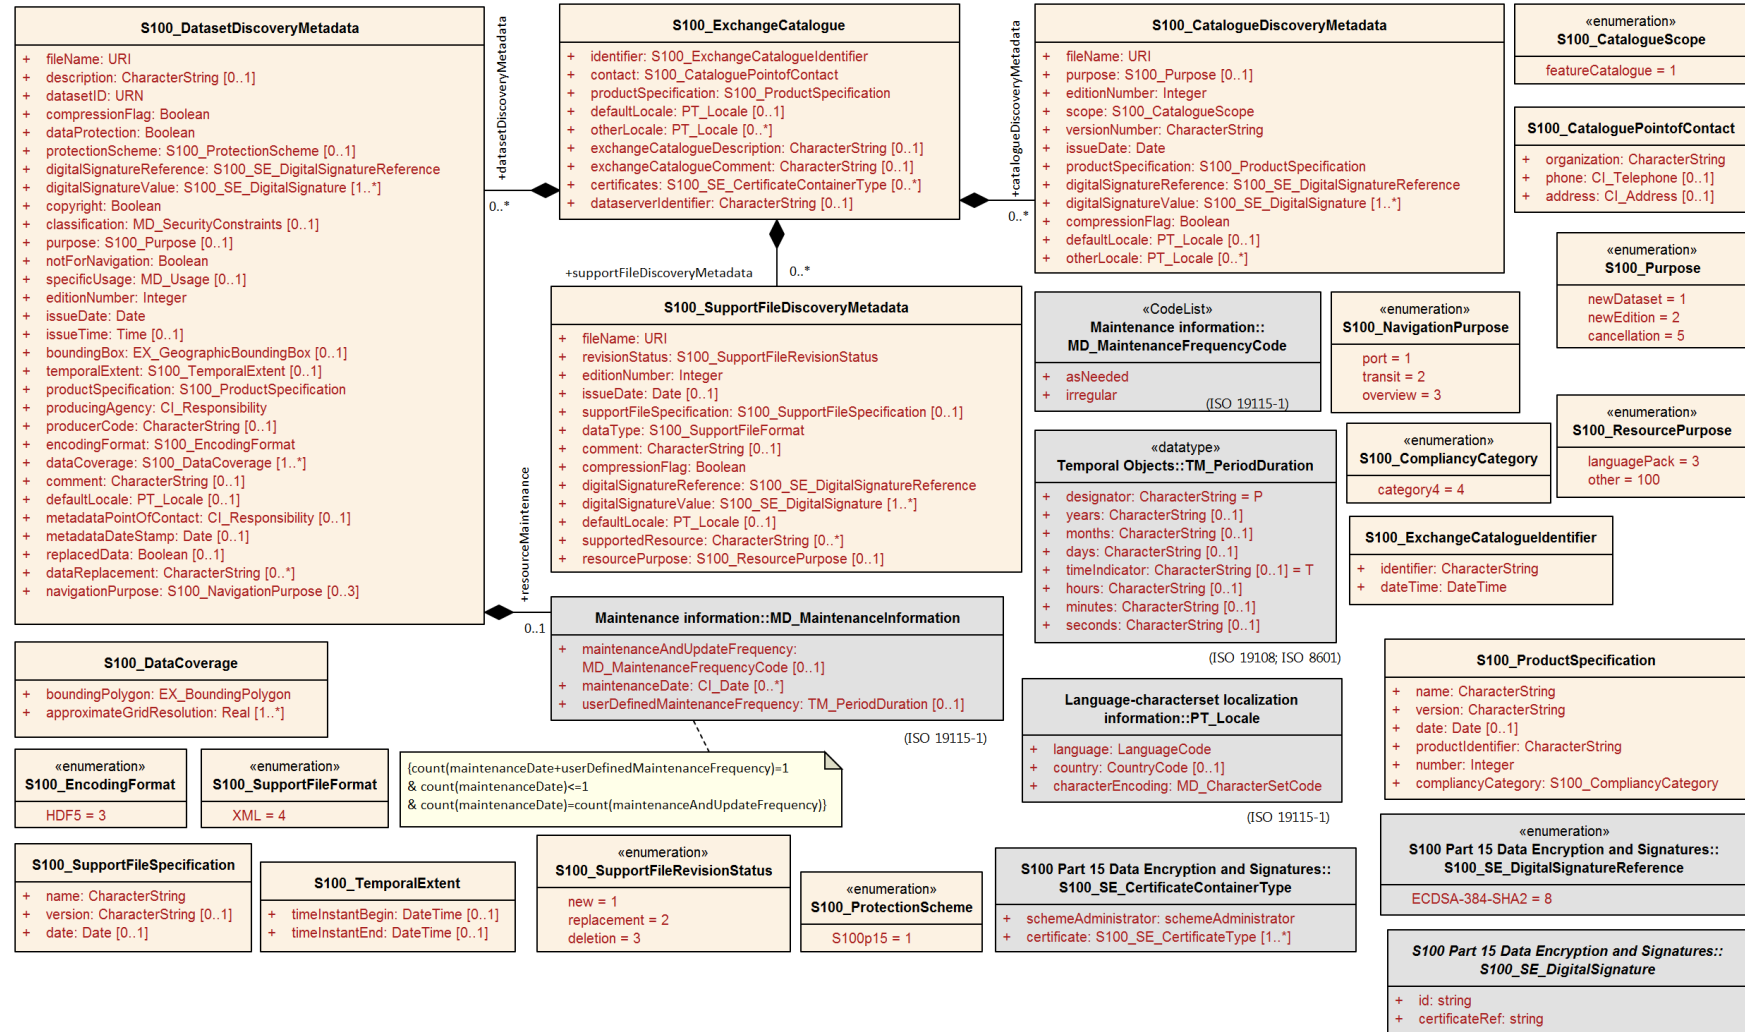 S100_DatasetDiscoveryMetadata
+ fileName: URI
+ description: CharacterString [0..1]
+ datasetID: URN
+ compressionFlag: Boolean
+ dataProtection: Boolean
+ protectionScheme: S100_ProtectionScheme [0..1]
+ digitalSignatureReference: S100_SE_DigitalSignatureReference
+ digitalSignatureValue: S100_SE_DigitalSignature [1..*]
+ copyright: Boolean
+ classification: MD_SecurityConstraints [0..1]
+ purpose: S100_Purpose [0..1]
+ notForNavigation: Boolean
+ specificUsage: MD_Usage [0..1]
+ editionNumber: Integer
+ issueDate: Date
+ issueTime: Time [0..1]
+ boundingBox: EX_GeographicBoundingBox [0..1]
+ temporalExtent: S100_TemporalExtent [0..1]
+ productSpecification: S100_ProductSpecification
+ producingAgency: CI_Responsibility
+ producerCode: CharacterString [0..1]
+ encodingFormat: S100_EncodingFormat
+ dataCoverage: S100_DataCoverage [1..*]
+ comment: CharacterString [0..1]
+ defaultLocale: PT_Locale [0..1]
+ metadataPointOfContact: CI_Responsibility [0..1]
+ metadataDateStamp: Date [0..1]
+ replacedData: Boolean [0..1]
+ dataReplacement: CharacterString [0..*]
+ navigationPurpose: S100_NavigationPurpose [0..3]
+datasetDiscoveryMetadata
0..*
S100_ExchangeCatalogue
+ identifier: S100_ExchangeCatalogueIdentifier
+ contact: S100_CataloguePointofContact
+ productSpecification: S100_ProductSpecification
+ defaultLocale: PT_Locale [0..1]
+ otherLocale: PT_Locale [0..*]
+ exchangeCatalogueDescription: CharacterString [0..1]
+ exchangeCatalogueComment: CharacterString [0..1]
+ certificates: S100_SE_CertificateContainerType [0..*]
+ dataserverIdentifier: CharacterString [0..1]
+catalogueDiscoveryMetadata
0..*
S100_CatalogueDiscoveryMetadata
+ fileName: URI
+ purpose: S100_Purpose [0..1]
+ editionNumber: Integer
+ scope: S100_CatalogueScope
+ versionNumber: CharacterString
+ issueDate: Date
+ productSpecification: S100_ProductSpecification
+ digitalSignatureReference: S100_SE_DigitalSignatureReference
+ digitalSignatureValue: S100_SE_DigitalSignature [1..*]
+ compressionFlag: Boolean
+ defaultLocale: PT_Locale [0..1]
+ otherLocale: PT_Locale [0..*]
«enumeration»
S100_CatalogueScope
featureCatalogue = 1
S100_CataloguePointofContact
+ organization: CharacterString
+ phone: CI_Telephone [0..1]
+ address: CI_Address [0..1]
«enumeration»
S100_Purpose
newDataset = 1
newEdition = 2
cancellation = 5
+supportFileDiscoveryMetadata
0..*
S100_SupportFileDiscoveryMetadata
+ fileName: URI
+ revisionStatus: S100_SupportFileRevisionStatus
+ editionNumber: Integer
+ issueDate: Date [0..1]
+ supportFileSpecification: S100_SupportFileSpecification [0..1]
+ dataType: S100_SupportFileFormat
+ comment: CharacterString [0..1]
+ compressionFlag: Boolean
+ digitalSignatureReference: S100_SE_DigitalSignatureReference
+ digitalSignatureValue: S100_SE_DigitalSignature [1..*]
+ defaultLocale: PT_Locale [0..1]
+ supportedResource: CharacterString [0..*]
+ resourcePurpose: S100_ResourcePurpose [0..1]
«CodeList»
Maintenance information::
MD_MaintenanceFrequencyCode
+ asNeeded
+ irregular
(ISO 19115-1)
«enumeration»
S100_NavigationPurpose
port = 1
transit = 2
overview = 3
«enumeration»
S100_ResourcePurpose
languagePack = 3
other = 100
«datatype»
Temporal Objects::TM_PeriodDuration
+ designator: CharacterString = P
+ years: CharacterString [0..1]
+ months: CharacterString [0..1]
+ days: CharacterString [0..1]
+ timeIndicator: CharacterString [0..1] = T
+ hours: CharacterString [0..1]
+ minutes: CharacterString [0..1]
+ seconds: CharacterString [0..1]
(ISO 19108; ISO 8601)
«enumeration»
S100_CompliancyCategory
category4 = 4
S100_ExchangeCatalogueIdentifier
+ identifier: CharacterString
+ dateTime: DateTime
+resourceMaintenance
0..1
Maintenance information::MD_MaintenanceInformation
+ maintenanceAndUpdateFrequency:
MD_MaintenanceFrequencyCode [0..1]
+ maintenanceDate: CI_Date [0..*]
+ userDefinedMaintenanceFrequency: TM_PeriodDuration [0..1]
(ISO 19115-1)
{count(maintenanceDate+userDefinedMaintenanceFrequency)=1
& count(maintenanceDate)<=1
& count(maintenanceDate)=count(maintenanceAndUpdateFrequency)}
S100_DataCoverage
+ boundingPolygon: EX_BoundingPolygon
+ approximateGridResolution: Real [1..*]
Language-characterset localization
information::PT_Locale
+ language: LanguageCode
+ country: CountryCode [0..1]
+ characterEncoding: MD_CharacterSetCode
(ISO 19115-1)
S100_ProductSpecification
+ name: CharacterString
+ version: CharacterString
+ date: Date [0..1]
+ productIdentifier: CharacterString
+ number: Integer
+ compliancyCategory: S100_CompliancyCategory
«enumeration»
S100_EncodingFormat
HDF5 = 3
«enumeration»
S100_SupportFileFormat
XML = 4
S100_SupportFileSpecification
+ name: CharacterString
+ version: CharacterString [0..1]
+ date: Date [0..1]
S100_TemporalExtent
+ timeInstantBegin: DateTime [0..1]
+ timeInstantEnd: DateTime [0..1]
«enumeration»
S100_SupportFileRevisionStatus
new = 1
replacement = 2
deletion = 3
«enumeration»
S100_ProtectionScheme
S100p15 = 1
S100 Part 15 Data Encryption and Signatures::
S100_SE_CertificateContainerType
+ schemeAdministrator: schemeAdministrator
+ certificate: S100_SE_CertificateType [1..*]
«enumeration»
S100 Part 15 Data Encryption and Signatures::
S100_SE_DigitalSignatureReference
ECDSA-384-SHA2 = 8
S100 Part 15 Data Encryption and Signatures::
S100_SE_DigitalSignature
+ id: string
+ certificateRef: string